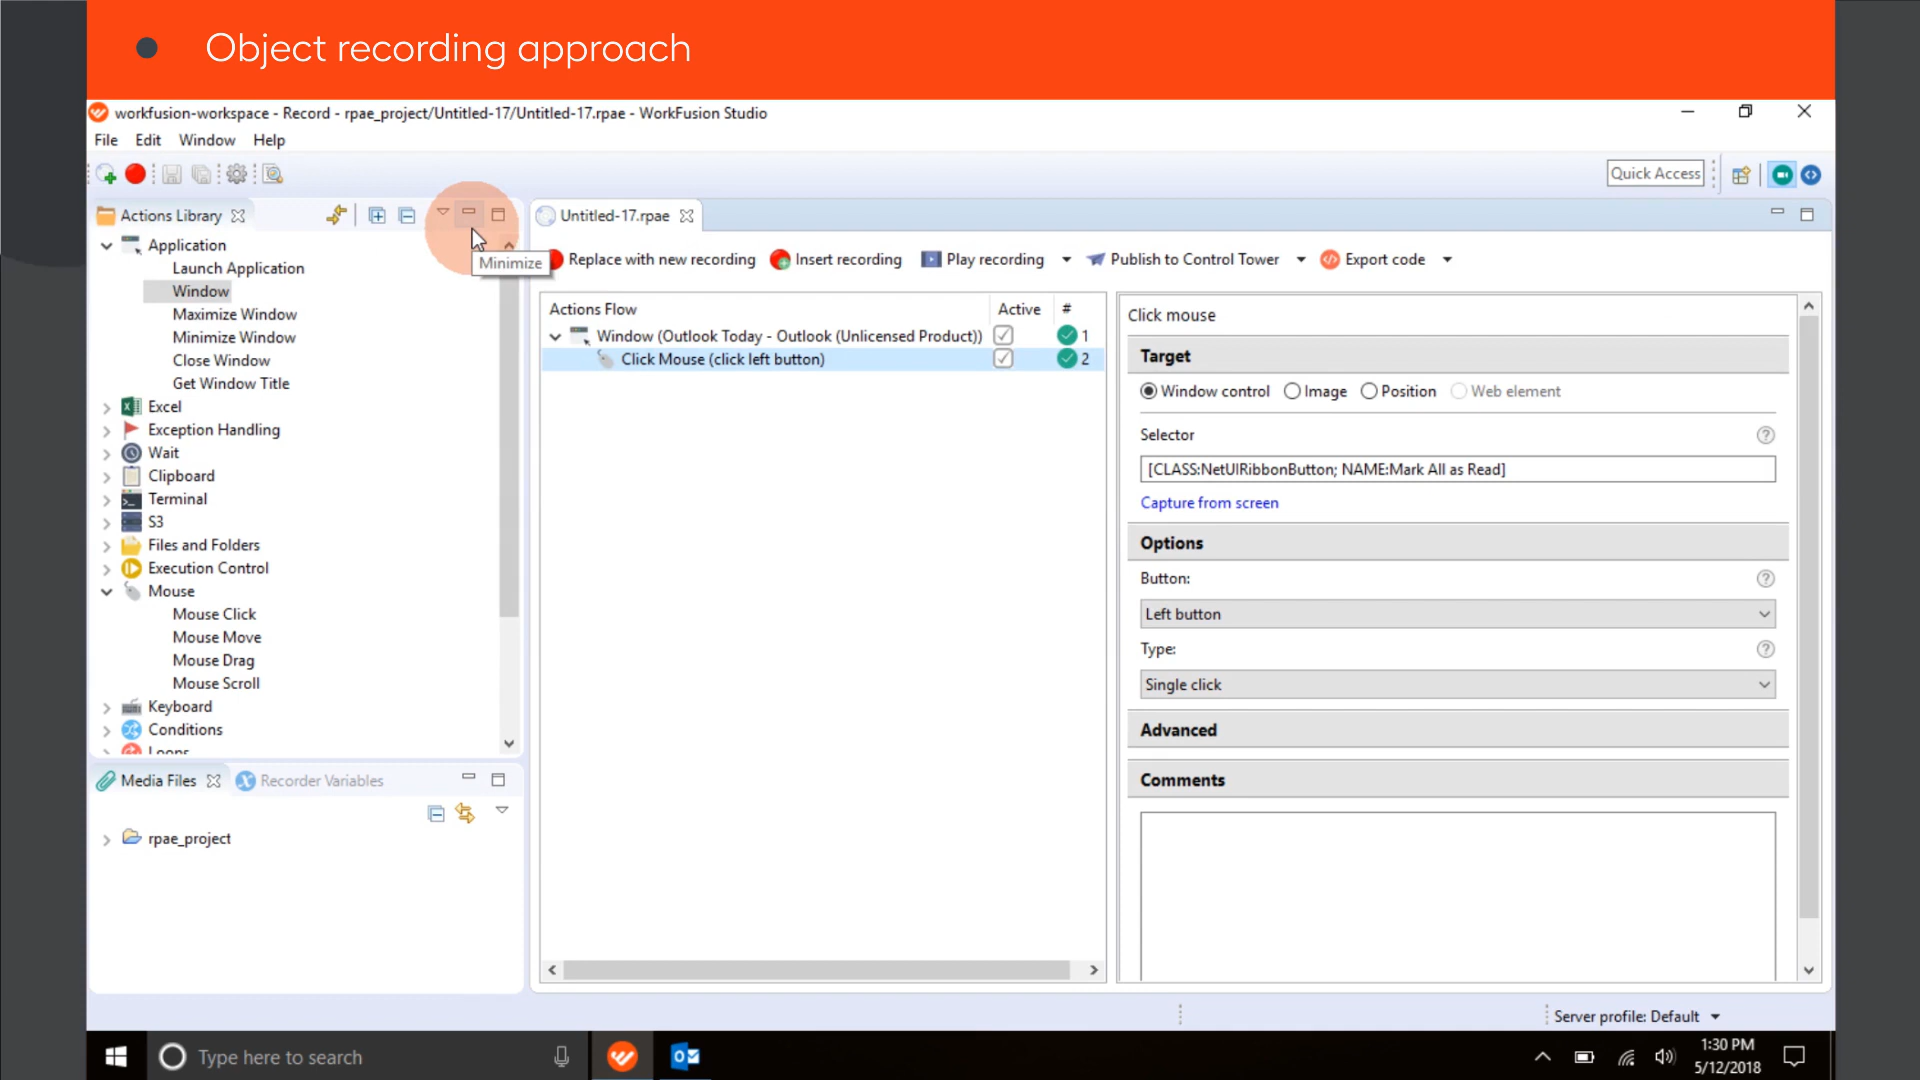 Object recording approach
workfusion-workspace - Record - rpae_project/Untitled-17/Untitled-17.rpae - WorkFusion Studio
File Edit Window Help
Quick Access
Actions Library
Untitled-17.rpae
Application
Launch Application
Window
Maximize Window
Minimize Window
Close Window
Get Window Title
Excel
Exception Handling
Wait
Clipboard
Terminal
S3
Files and Folders
Execution Control
Mouse
Mouse Click
Mouse Move
Mouse Drag
Mouse Scroll
Keyboard
Conditions
Loops
Minimize
Replace with new recording Insert recording Play recording Publish to Control Tower Export code
Actions Flow Active #
Window (Outlook Today - Outlook (Unlicensed Product)) 1
Click Mouse (click left button) 2
Click mouse
Target
Window control Image Position Web element
Selector
[CLASS:NetUIRibbonButton; NAME:Mark All as Read]
Capture from screen
Options
Button:
Left button
Type:
Single click
Advanced
Comments
Media Files Recorder Variables
rpae_project
Server profile: Default
Type here to search
1:30 PM
5/12/2018